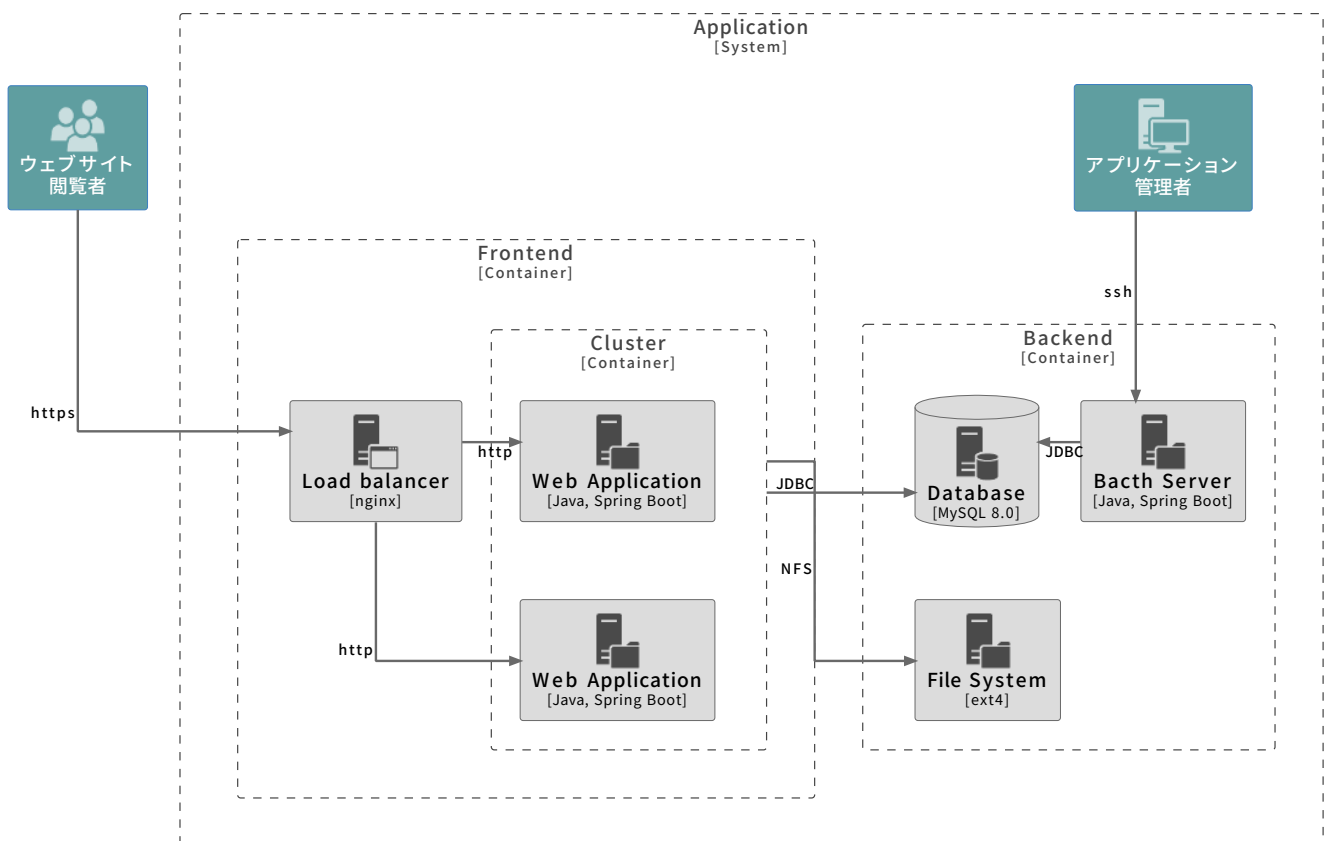 Application
[System]
ウェブサイト
閲覧者
アプリケーション
管理者
Frontend
[Container]
ssh
Cluster
[Container]
Backend
[Container]
https
http
Load balancer
[nginx]
Web Application
[Java, Spring Boot]
JDBC
Database
[MySQL 8.0]
JDBC
Bacth Server
[Java, Spring Boot]
NFS
http
Web Application
[Java, Spring Boot]
File System
[ext4]